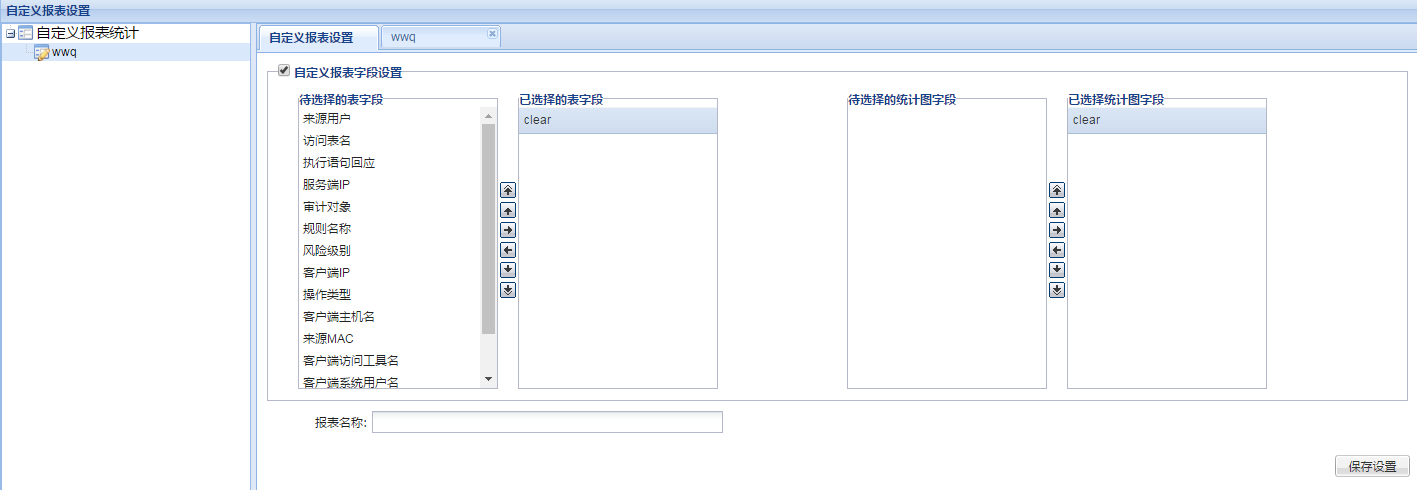 自定义报表设置
自定义报表统计
wwq
自定义报表设置
wwq
自定义报表字段设置
待选择的表字段
来源用户
访问表名
执行语句回应
服务端IP
审计对象
规则名称
风险级别
客户端IP
操作类型
客户端主机名
来源MAC
客户端访问工具名
客户端系统用户名
已选择的表字段
clear
待选择的统计图字段
已选择统计图字段
clear
报表名称:
保存设置